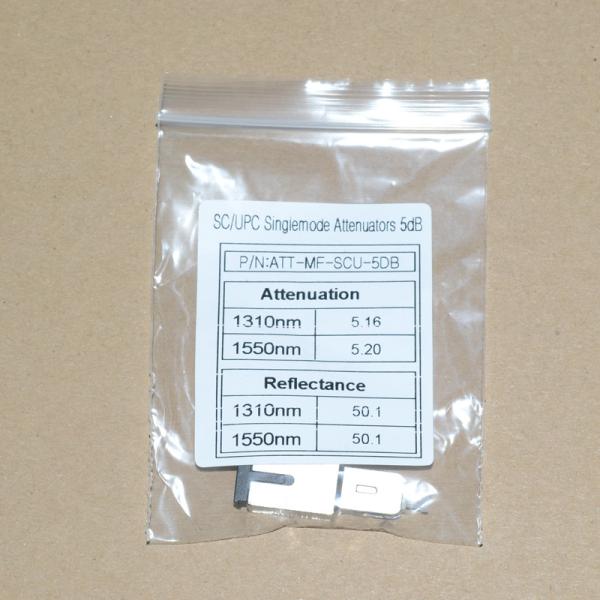 SC/UPC Singlemode Attenuators 5dB
P/N:ATT-MF-SCU-5DB
Attenuation
1310nm 5.16
1550nm 5.20
Reflectance
1310nm 50.1
1550nm 50.1